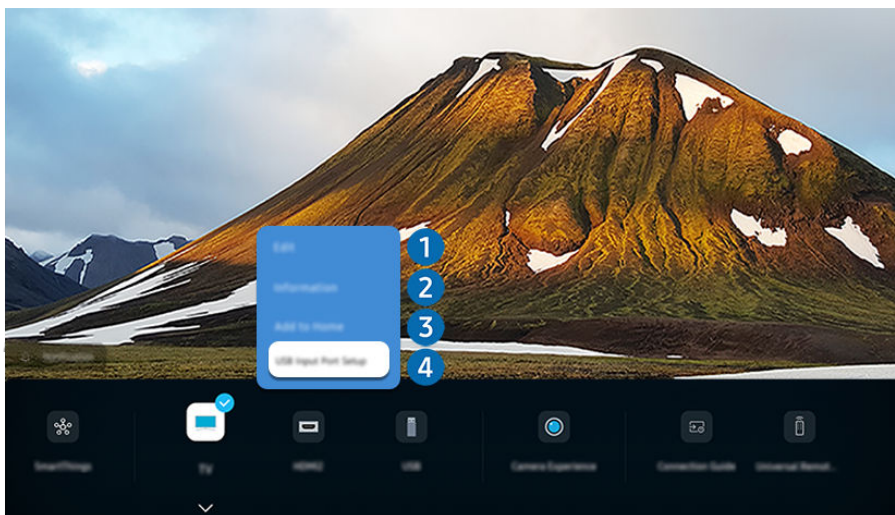 Edit
1
Information
2
Add to Home
3
USB Input Port Setup
4
SmartThings
TV
HDMI2
USB
Camera Experience
Connection Guide
Universal Remot...